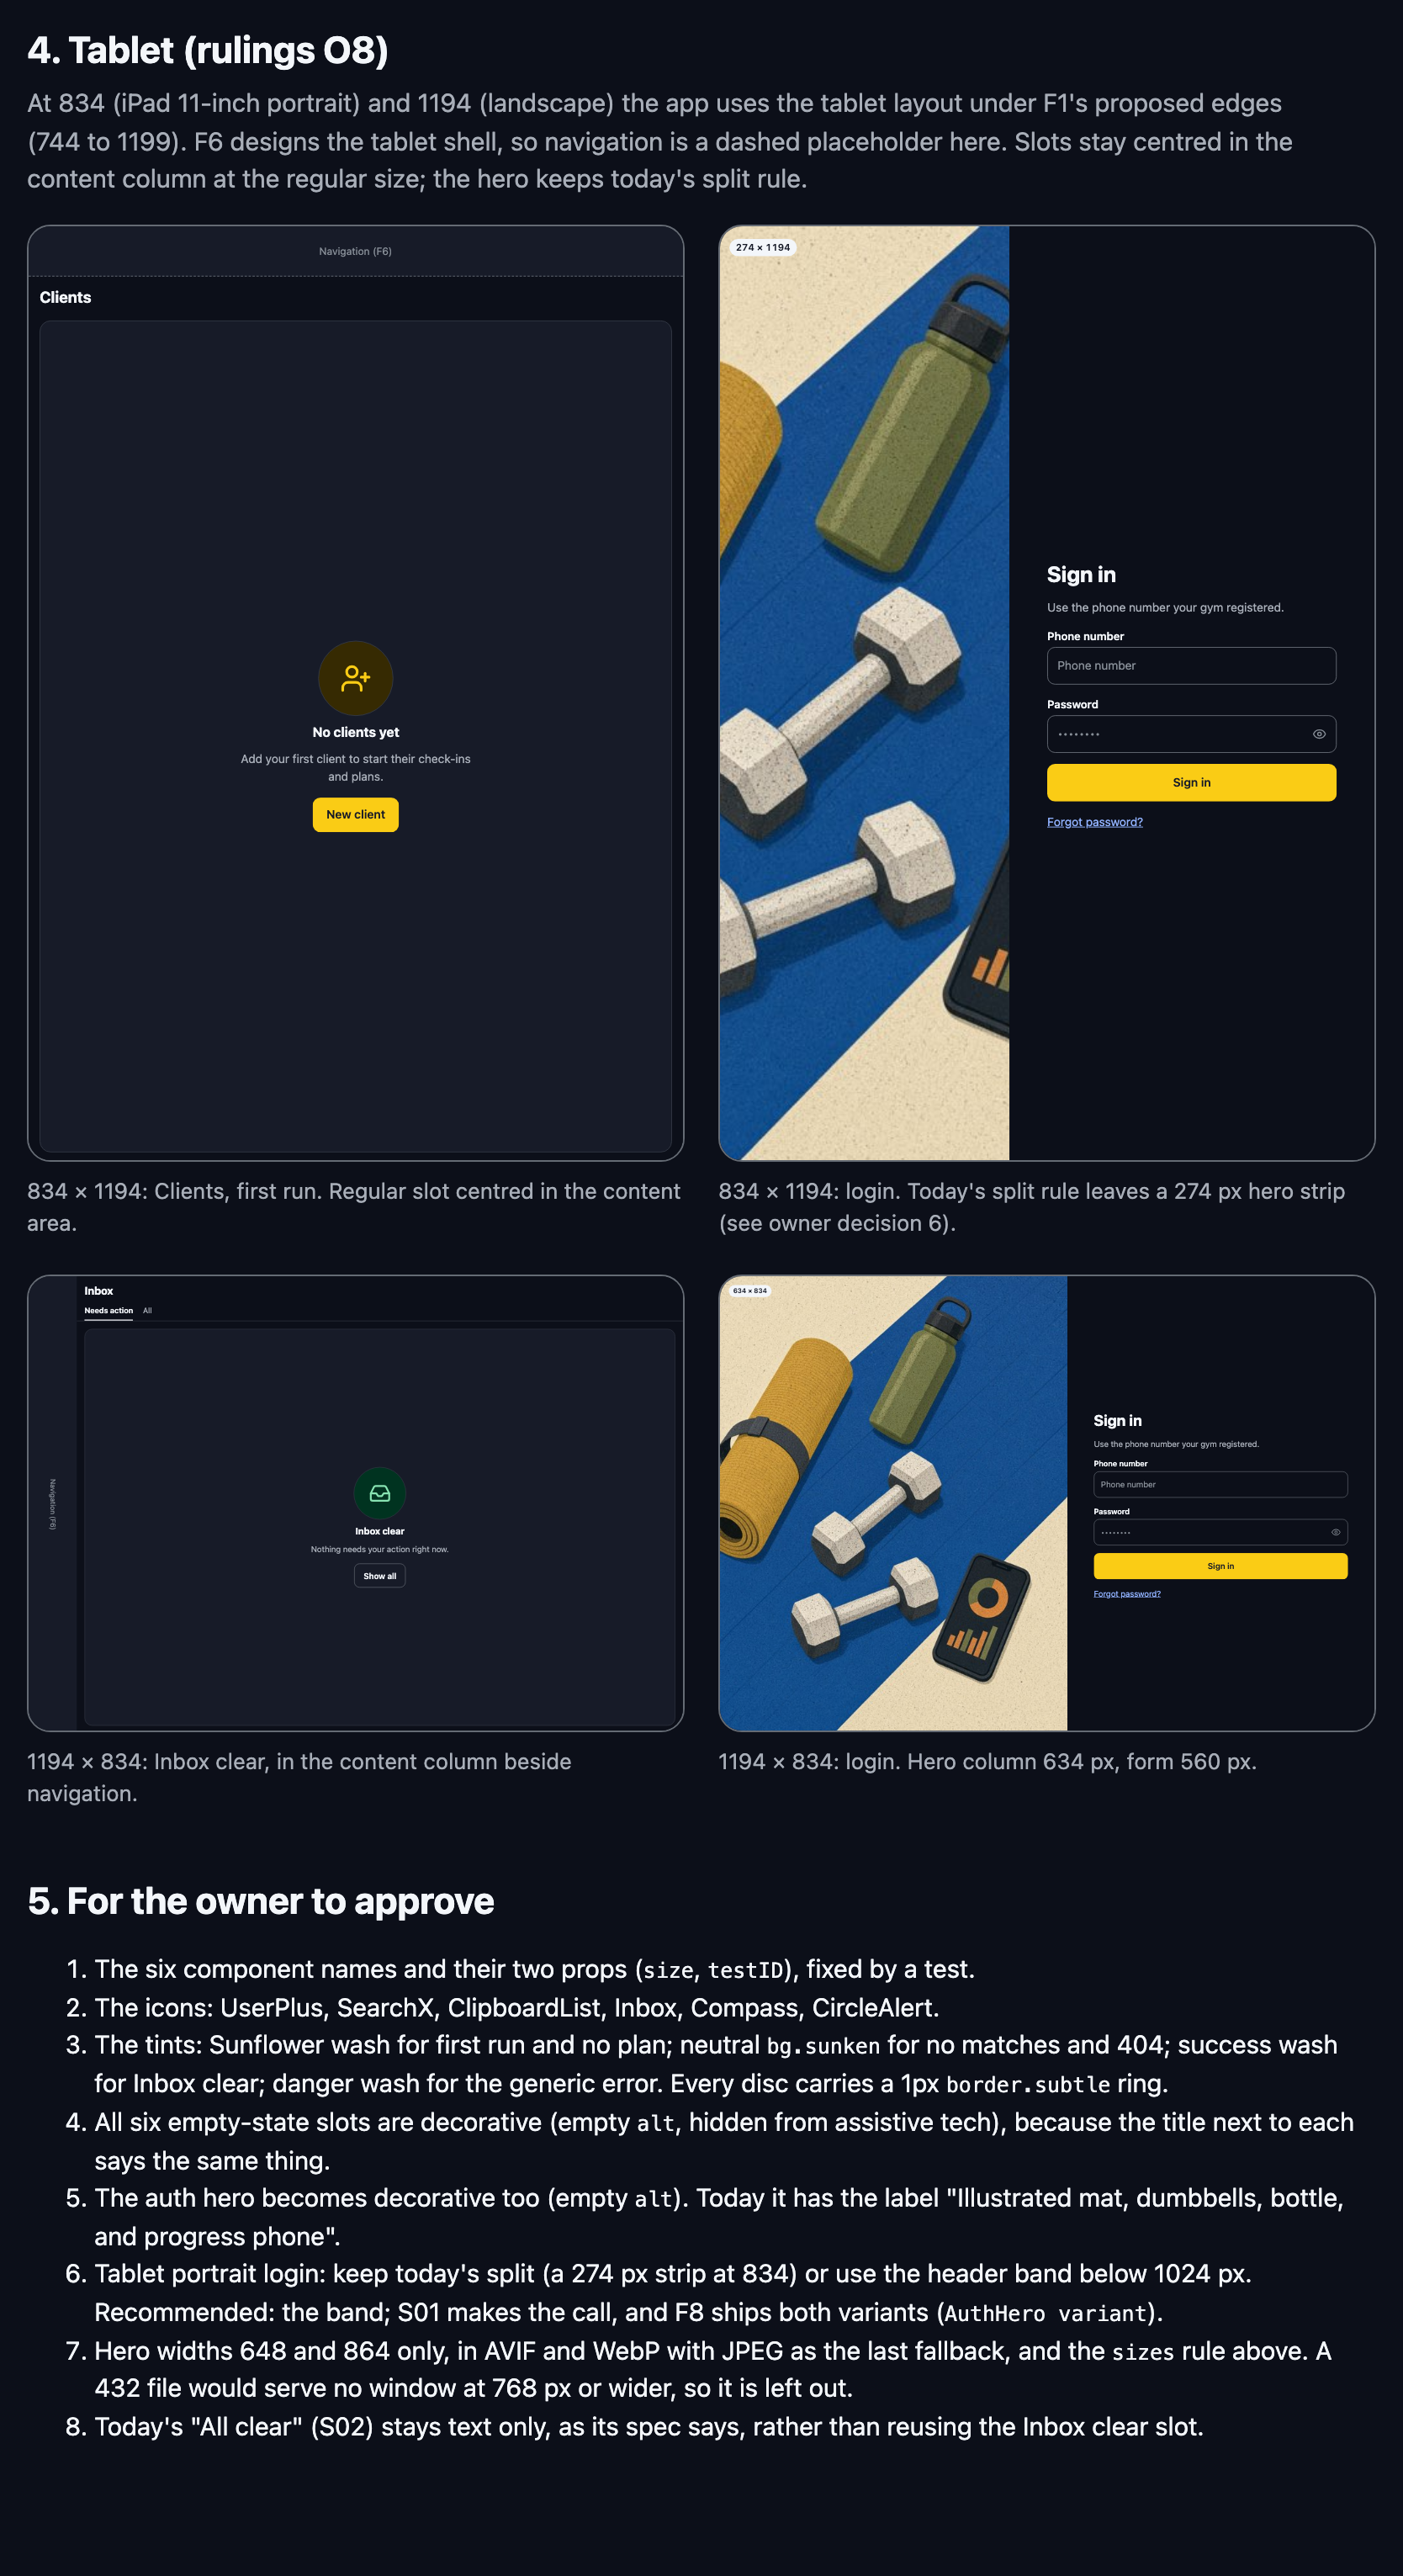 4. Tablet (rulings O8)
At 834 (iPad 11-inch portrait) and 1194 (landscape) the app uses the tablet layout under F1's proposed edges
(744 to 1199). F6 designs the tablet shell, so navigation is a dashed placeholder here. Slots stay centred in the
content column at the regular size; the hero keeps today's split rule.
Navigation (F6)
Clients
No clients yet
Add your first client to start their check-ins
and plans.
New client
274 × 1194
Sign in
Use the phone number your gym registered.
Phone number
Phone number
Password
••••••••
Sign in
Forgot password?
834 × 1194: Clients, first run. Regular slot centred in the content
area.
834 × 1194: login. Today's split rule leaves a 274 px hero strip
(see owner decision 6).
Navigation (F6)
Inbox
Needs action All
Inbox clear
Nothing needs your action right now.
Show all
634 × 834
Sign in
Use the phone number your gym registered.
Phone number
Phone number
Password
••••••••
Sign in
Forgot password?
1194 × 834: Inbox clear, in the content column beside
navigation.
1194 × 834: login. Hero column 634 px, form 560 px.
5. For the owner to approve
1. The six component names and their two props (size, testID), fixed by a test.
2. The icons: UserPlus, SearchX, ClipboardList, Inbox, Compass, CircleAlert.
3. The tints: Sunflower wash for first run and no plan; neutral bg.sunken for no matches and 404; success wash
for Inbox clear; danger wash for the generic error. Every disc carries a 1px border.subtle ring.
4. All six empty-state slots are decorative (empty alt, hidden from assistive tech), because the title next to each
says the same thing.
5. The auth hero becomes decorative too (empty alt). Today it has the label "Illustrated mat, dumbbells, bottle,
and progress phone".
6. Tablet portrait login: keep today's split (a 274 px strip at 834) or use the header band below 1024 px.
Recommended: the band; S01 makes the call, and F8 ships both variants (AuthHero variant).
7. Hero widths 648 and 864 only, in AVIF and WebP with JPEG as the last fallback, and the sizes rule above. A
432 file would serve no window at 768 px or wider, so it is left out.
8. Today's "All clear" (S02) stays text only, as its spec says, rather than reusing the Inbox clear slot.